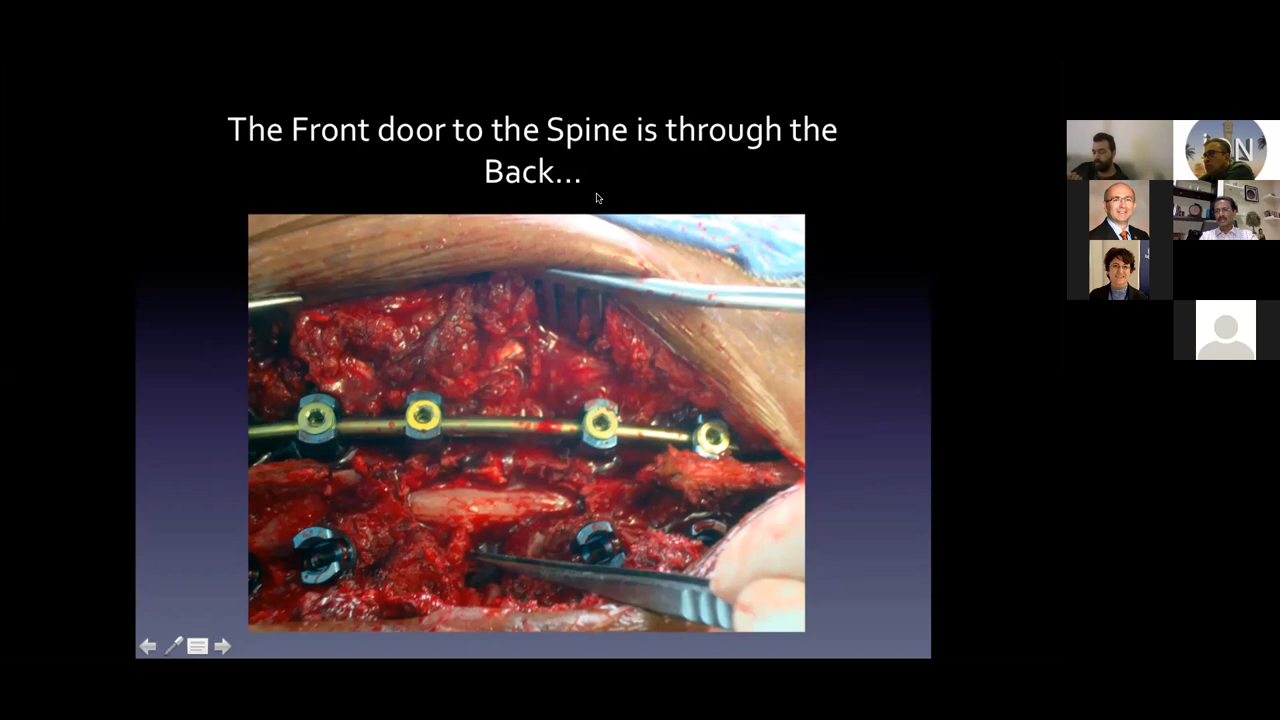 The Front door to the Spine is through the
Back...
N